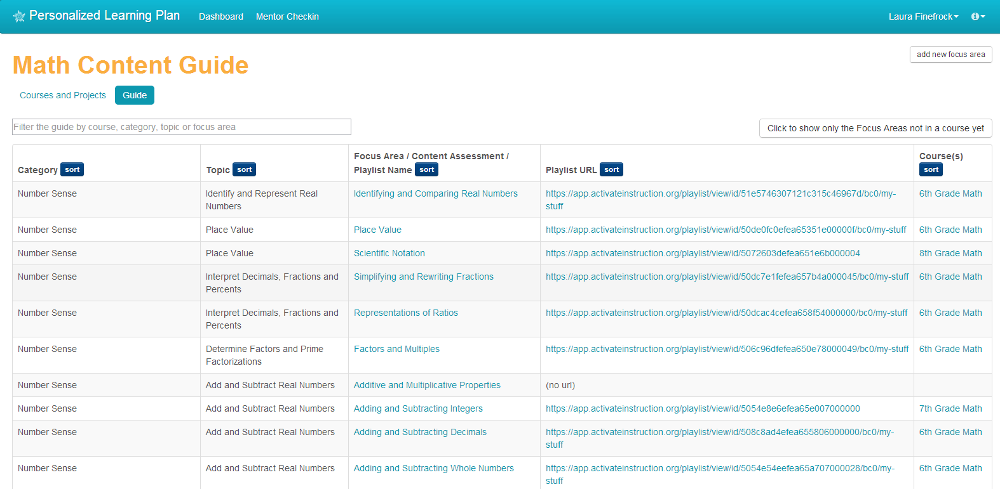 Personalized Learning Plan Dashboard Mentor Checkin Laura Finefrock
Math Content Guide
add new focus area
Courses and Projects Guide
Filter the guide by course, category, topic or focus area
Click to show only the Focus Areas not in a course yet
Category sort
Topic sort
Focus Area / Content Assessment /
Playlist Name sort
Playlist URL sort
Course(s)
sort
Number Sense
Identify and Represent Real
Numbers
Identifying and Comparing Real Numbers
https://app.activateinstruction.org/playlist/view/id/51e5746307121c315c46967d/bc0/my-
stuff
6th Grade Math
Number Sense
Place Value
Place Value
https://app.activateinstruction.org/playlist/view/id/50de0fc0efea65351e00000f/bc0/my-stuff
6th Grade Math
Number Sense
Place Value
Scientific Notation
https://app.activateinstruction.org/playlist/view/id/5072603defea651e6b000004
8th Grade Math
Number Sense
Interpret Decimals, Fractions and
Percents
Simplifying and Rewriting Fractions
https://app.activateinstruction.org/playlist/view/id/50dc7e1fefea657b4a000045/bc0/my-stuff
6th Grade Math
Number Sense
Interpret Decimals, Fractions and
Percents
Representations of Ratios
https://app.activateinstruction.org/playlist/view/id/50dcac4cefea658f54000000/bc0/my-stuff
6th Grade Math
Number Sense
Determine Factors and Prime
Factorizations
Factors and Multiples
https://app.activateinstruction.org/playlist/view/id/506c96dfefea650e78000049/bc0/my-stuff
6th Grade Math
Number Sense
Add and Subtract Real Numbers
Additive and Multiplicative Properties
(no url)
Number Sense
Add and Subtract Real Numbers
Adding and Subtracting Integers
https://app.activateinstruction.org/playlist/view/id/5054e8e6efea65e007000000
7th Grade Math
Number Sense
Add and Subtract Real Numbers
Adding and Subtracting Decimals
https://app.activateinstruction.org/playlist/view/id/508c8ad4efea655806000000/bc0/my-
stuff
6th Grade Math
Number Sense
Add and Subtract Real Numbers
Adding and Subtracting Whole Numbers
https://app.activateinstruction.org/playlist/view/id/5054e54eefea65a707000028/bc0/my-
stuff
6th Grade Math